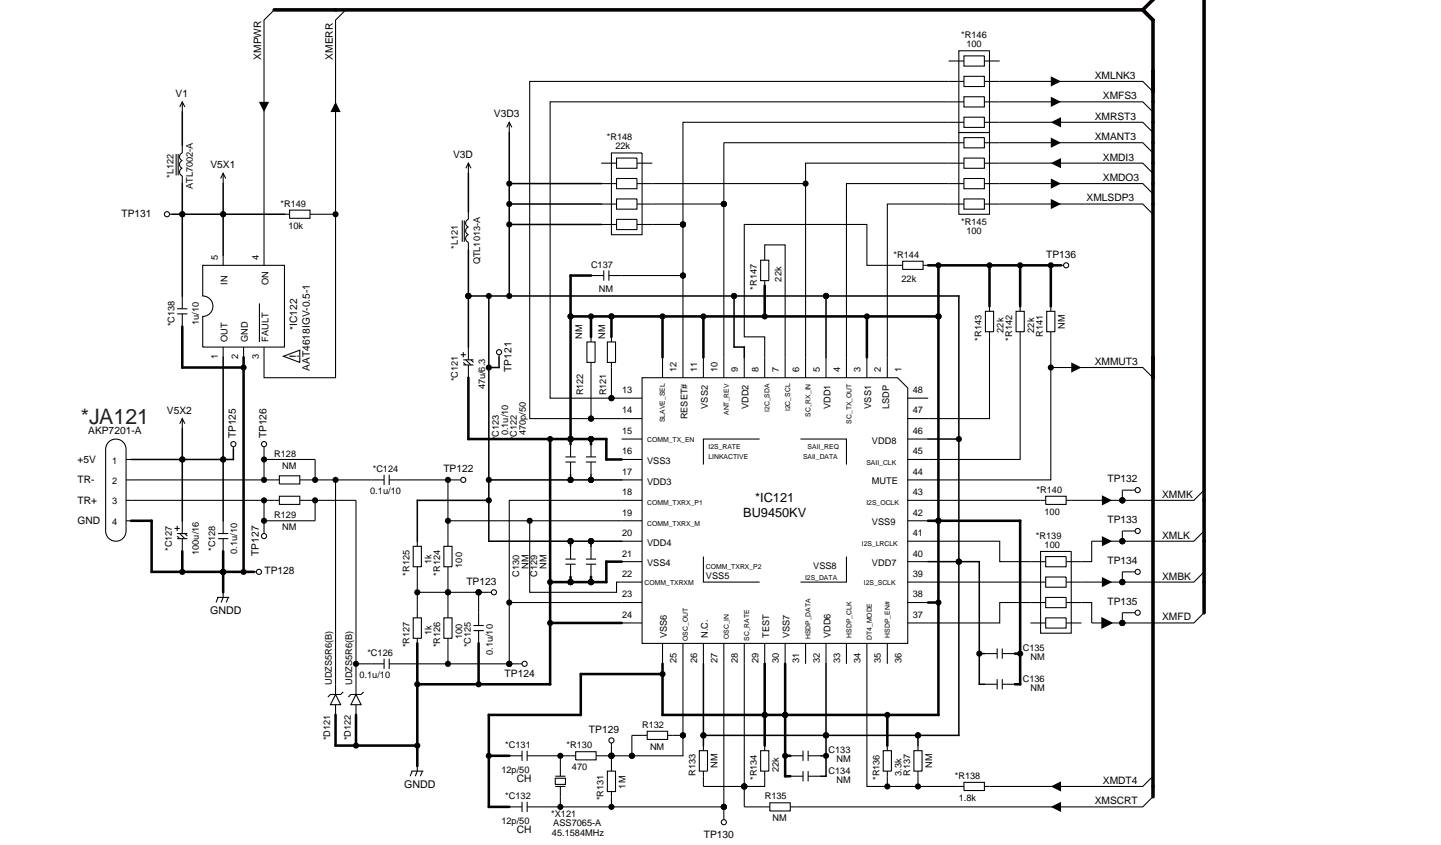 XMPWR
XMERR
*R146
100
XMLNK3
XMFS3
XMRST3
XMANT3
XMDI3
XMDO3
XMLSDP3
*R145
100
V1
*L122
ATL7002-A
V5X1
TP131
*R149
10k
V3D3
*R148
22k
V3D
*L121
QTL1013-A
C137
NM
*R147
22k
*R144
22k
TP136
*C138
1u/10
5
4
IN
ON
OUT
GND
FAULT
1
2
3
*IC122
AAT4618IGV-0.5-1
*R143
22k
*R142
22k
R141
NM
XMMUT3
*C121
47u/6.3
TP121
NM
NM
R122
R121
C123
0.1u/10
C122
470p/50
12
11
10
9
8
7
6
5
4
3
2
1
SLAVE_SEL
RESET#
VSS2
ANT_REV
VDD2
I2C_SDA
I2C_SCL
SC_RX_IN
VDD1
SC_TX_OUT
VSS1
LSDP
13
14
15
16
17
18
19
20
21
22
23
24
COMM_TX_EN
VSS3
VDD3
COMM_TXRX_P1
COMM_TXRX_M
VDD4
VSS4
COMM_TXRXM
I2S_RATE
LINKACTIVE
SAII_REQ
SAII_DATA
*IC121
BU9450KV
COMM_TXRX_P2
VSS5
VSS8
I2S_DATA
48
47
46
45
44
43
42
41
40
39
38
37
VDD8
SAII_CLK
MUTE
I2S_OCLK
VSS9
I2S_LRCLK
VDD7
I2S_SCLK
VSS6
OSC_OUT
N.C.
OSC_IN
SC_RATE
TEST
VSS7
HSDP_DATA
VDD6
HSDP_CLK
DT4_MODE
HSDP_EN#
25
26
27
28
29
30
31
32
33
34
35
36
*JA121
AKP7201-A
+5V
1
TR-
2
TR+
3
GND
4
V5X2
TP125
TP126
R128
NM
R129
NM
*C127
100u/16
*C128
0.1u/10
TP127
TP128
GNDD
*C124
0.1u/10
TP122
*R125
1k
*R124
100
C130
NM
C129
NM
TP123
*R127
1k
*R126
100
*C125
0.1u/10
*C126
0.1u/10
TP124
UDZS5R6(B)
UDZS5R6(B)
*D121
*D122
GNDD
*R140
100
TP132
XMMK
*R139
100
TP133
XMLK
TP134
XMBK
TP135
XMFD
C135
NM
C136
NM
*C131
12p/50
CH
*C132
12p/50
CH
*R130
470
TP129
R132
NM
*R131
1M
*X121
ASS7065-A
45.1584MHz
R133
NM
*R134
22k
C133
NM
C134
NM
*R136
3.3k
R137
NM
*R138
1.8k
R135
NM
TP130
XMDT4
XMSCRT